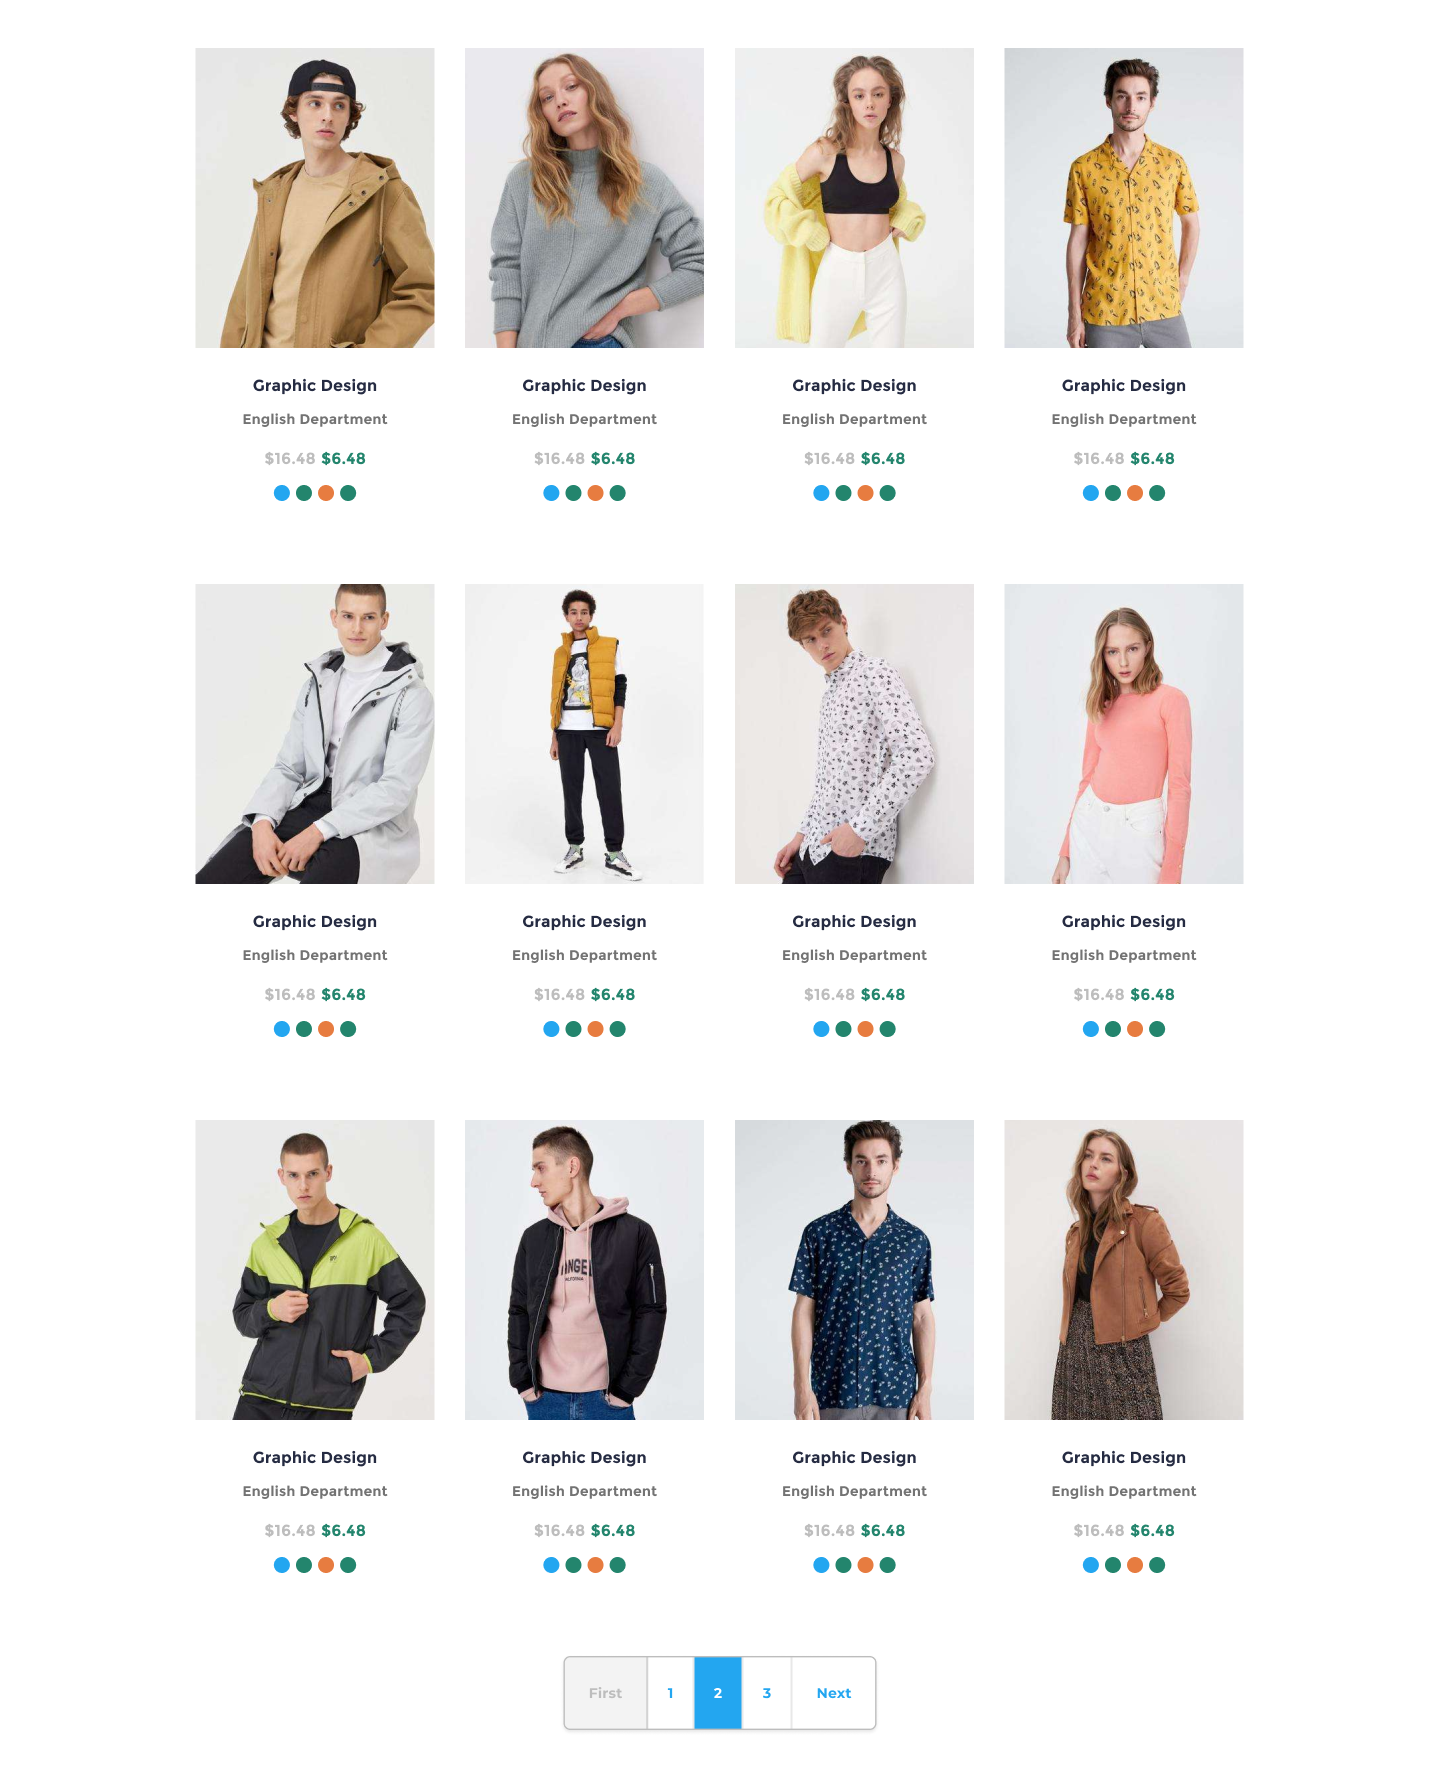 Graphic Design Graphic Design Graphic Design Graphic Design
English Department English Department English Department English Department
$16.48 $6.48 $16.48 $6.48 $16.48 $6.48 $16.48 $6.48
Graphic Design Graphic Design Graphic Design Graphic Design
English Department English Department English Department English Department
$16.48 $6.48 $16.48 $6.48 $16.48 $6.48 $16.48 $6.48
ANGE
CALIFORNIA
Graphic Design Graphic Design Graphic Design Graphic Design
English Department English Department English Department English Department
$16.48 $6.48 $16.48 $6.48 $16.48 $6.48 $16.48 $6.48
First 1 2 3 Next